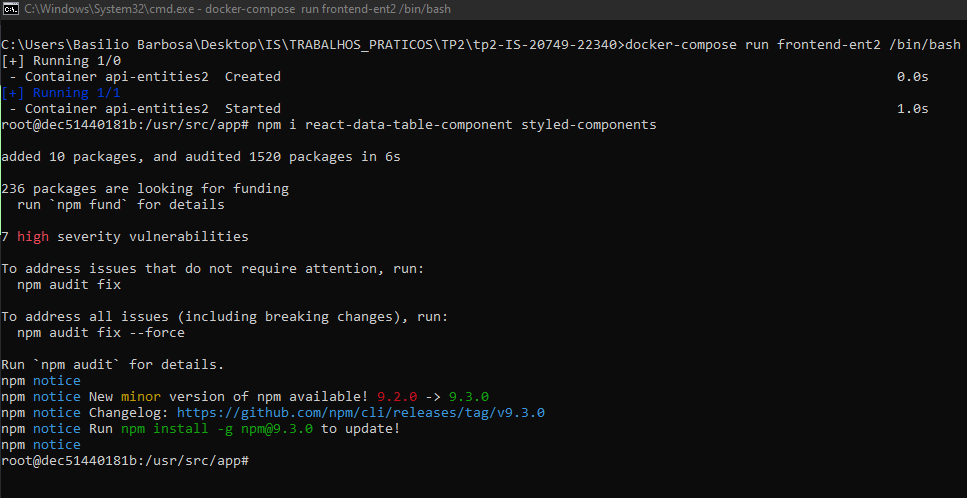 C:\Windows\System32\cmd.exe - docker-compose run frontend-ent2 /bin/bash
C:\Users\Basilio Barbosa\Desktop\IS\TRABALHOS_PRATICOS\TP2\tp2-IS-20749-22340>docker-compose run frontend-ent2 /bin/bash
[+] Running 1/0
 - Container api-entities2  Created 0.0s
[+] Running 1/1
 - Container api-entities2  Started 1.0s
root@dec51440181b:/usr/src/app# npm i react-data-table-component styled-components
added 10 packages, and audited 1520 packages in 6s
236 packages are looking for funding
  run `npm fund` for details
7 high severity vulnerabilities
To address issues that do not require attention, run:
  npm audit fix
To address all issues (including breaking changes), run:
  npm audit fix --force
Run `npm audit` for details.
npm notice
npm notice New minor version of npm available! 9.2.0 -> 9.3.0
npm notice Changelog: https://github.com/npm/cli/releases/tag/v9.3.0
npm notice Run npm install -g npm@9.3.0 to update!
npm notice
root@dec51440181b:/usr/src/app#